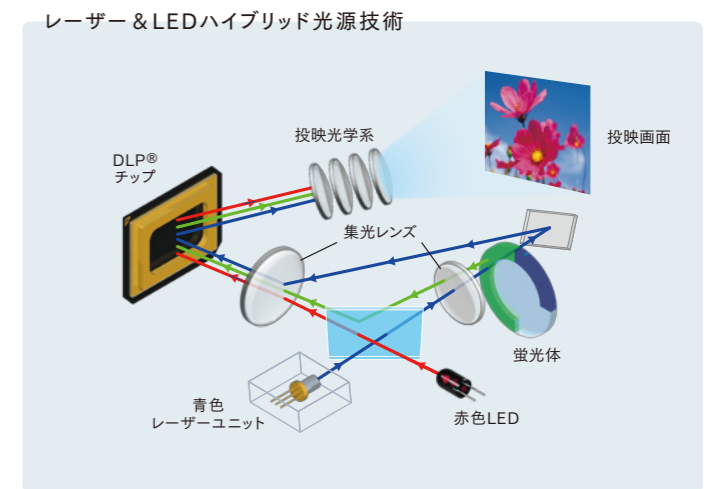 レーザー＆LEDハイブリッド光源技術
投映光学系
投映画面
DLP®
チップ
集光レンズ
蛍光体
青色
レーザーユニット
赤色LED